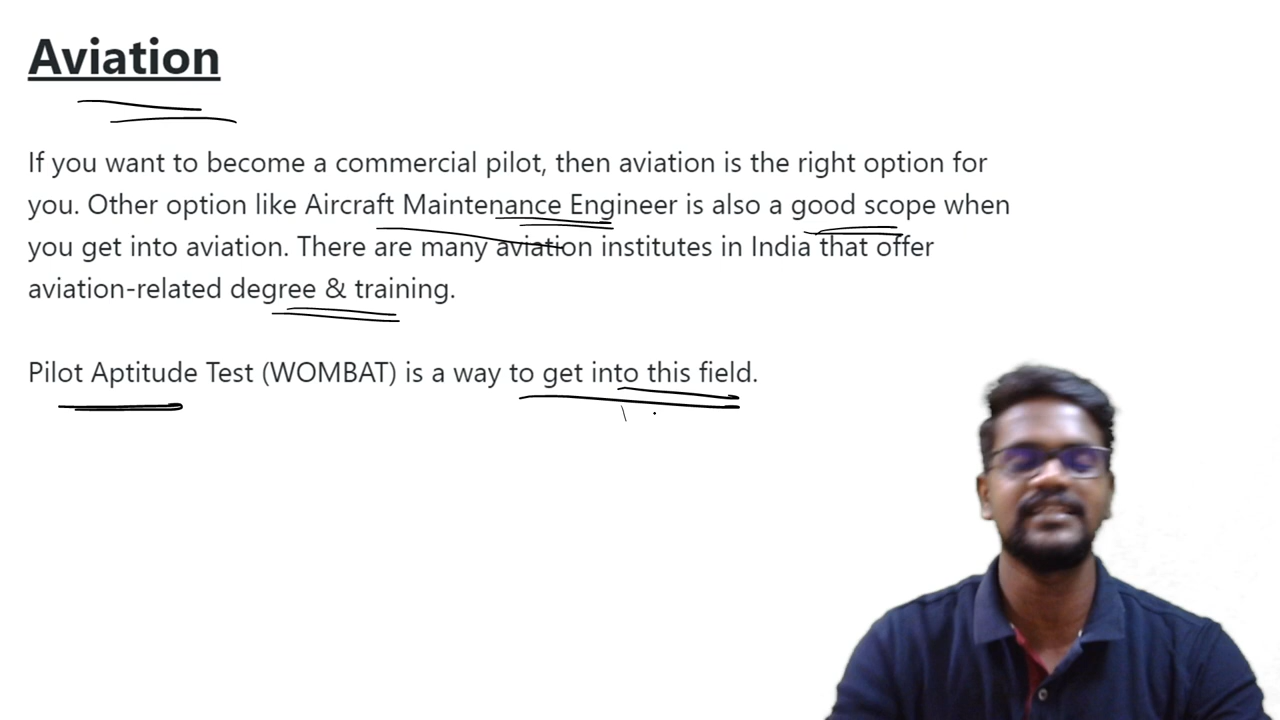 Aviation
If you want to become a commercial pilot, then aviation is the right option for
you. Other option like Aircraft Maintenance Engineer is also a good scope when
you get into aviation. There are many aviation institutes in India that offer
aviation-related degree & training.
Pilot Aptitude Test (WOMBAT) is a way to get into this field.